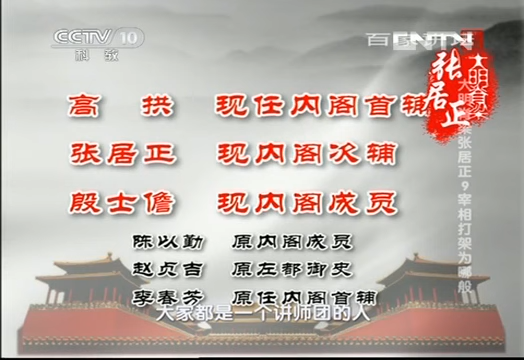 CCTV 10
科教
百家讲坛
CNTV
高 拱 现任内阁首辅
张居正 现内阁次辅
殷士儋 现内阁成员
陈以勤 原内阁成员
赵贞吉 原左都御史
李春芳 原任内阁首辅
大家都是一个讲师团的人
张居正
张居正9宰相打架为哪般